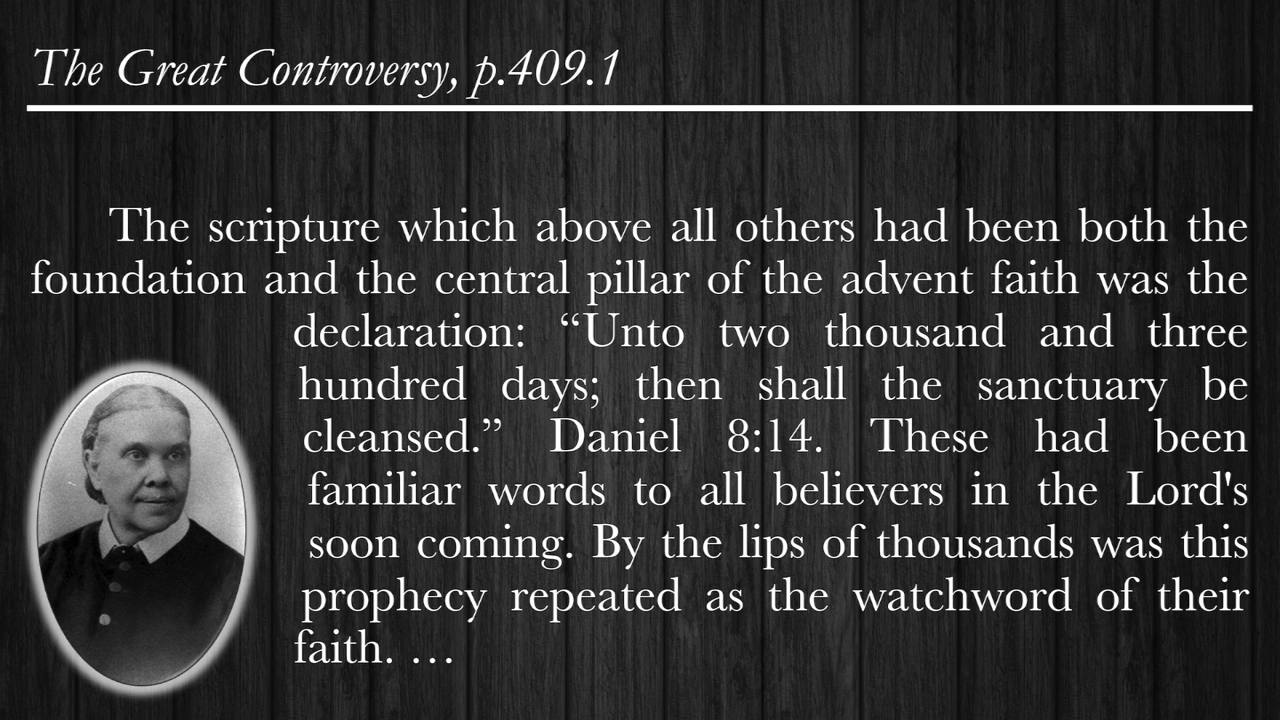 The Great Controversy, p.409.1
The scripture which above all others had been both the
foundation and the central pillar of the advent faith was the
declaration: “Unto two thousand and three
hundred days; then shall the sanctuary be
cleansed.” Daniel 8:14. These had been
familiar words to all believers in the Lord's
soon coming. By the lips of thousands was this
prophecy repeated as the watchword of their
faith. …